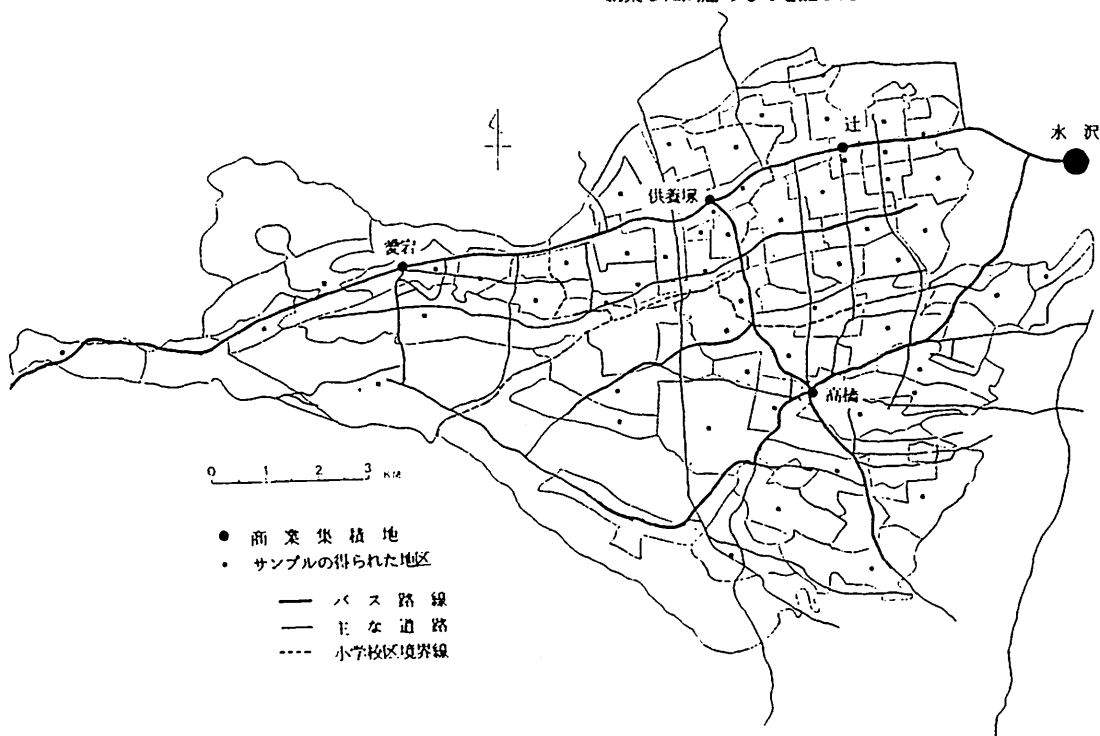 水沢
辻
供養塚
愛宕
高橋
0 1 2 3 KM
● 商業集積地
・ サンプルの得られた地区
バス路線
主な道路
小学校区境界線